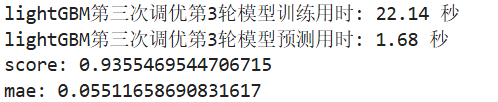 lightGBM第三次调优第3轮模型训练用时: 22.14 秒
lightGBM第三次调优第3轮模型预测用时: 1.68 秒
score: 0.9355469544706715
mae: 0.05511658690831617